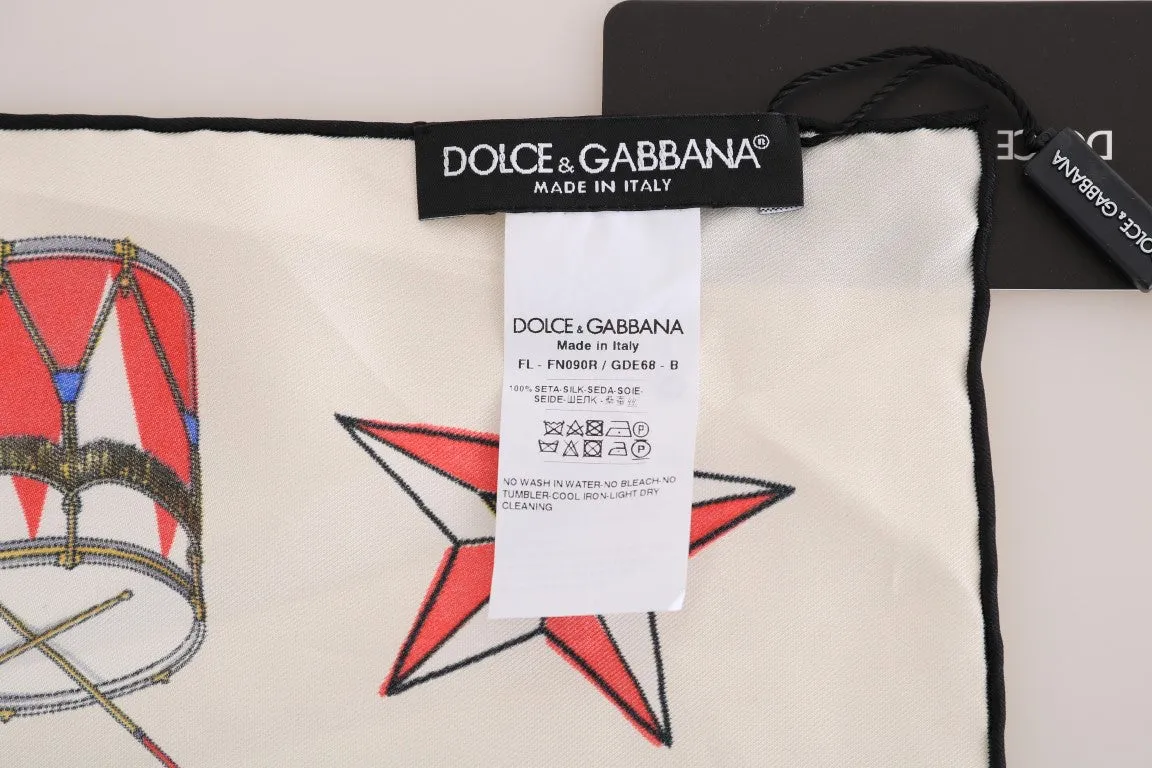 DOLCE & GABBANA®
MADE IN ITALY
DOLCE & GABBANA
Made in Italy
FL - FN090R / GDE68 - B
100% SETA-SILK-SEDA-SOIE-
SEIDE-ШЕЛК -
P
P
NO WASH IN WATER-NO BLEACH-NO
TUMBLER-COOL IRON-LIGHT DRY
CLEANING
DOLCE & GABBANA
DOLCE